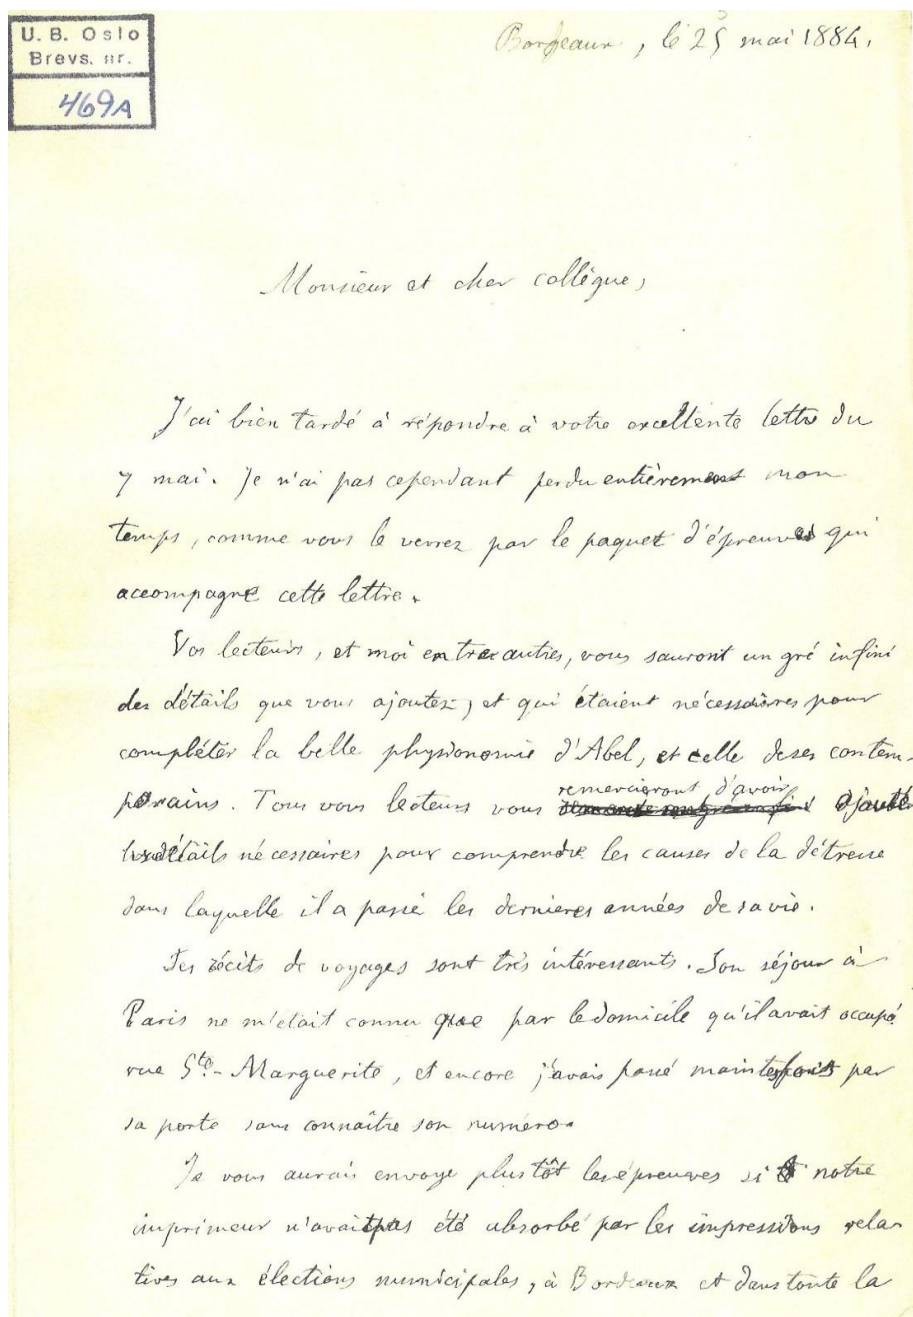 U. B. Oslo
Brevs. nr.
469A
Bordeaux, le 25 mai 1884.
Monsieur et cher collègue,
J'ai bien tardé à répondre à votre excellente lettre du
7 mai. Je n'ai pas cependant perdu entièrement mon
temps, comme vous le verrez par le paquet d'épreuves qui
accompagne cette lettre.
Vos lecteurs, et moi entre autres, vous sauront un gré infini
des détails que vous ajoutez, et qui étaient nécessaires pour
compléter la belle physionomie d'Abel, et celle de ses contem-
porains. Tous vos lecteurs vous remercieront d'avoir ajouté
les détails nécessaires pour comprendre les causes de la détresse
dans laquelle il a passé les dernières années de sa vie.
Ses récits de voyages sont très intéressants. Son séjour à
Paris ne m'était connu que par le domicile qu'il avait occupé
rue Ste.- Marguerite, et encore j'avais passé maintes fois par
sa porte sans connaître son numéro.
Je vous aurais envoyé plus tôt les épreuves si notre
imprimeur n'avait pas été absorbé par les impressions rela-
tives aux élections municipales, à Bordeaux et dans toute la